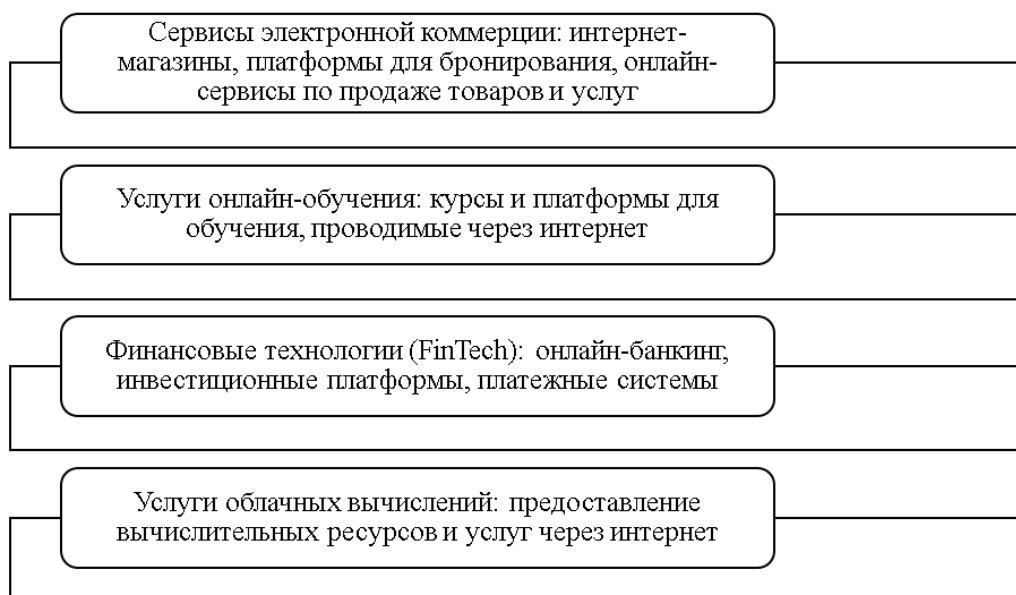 Сервисы электронной коммерции: интернет-
магазины, платформы для бронирования, онлайн-
сервисы по продаже товаров и услуг
Услуги онлайн-обучения: курсы и платформы для
обучения, проводимые через интернет
Финансовые технологии (FinTech): онлайн-банкинг,
инвестиционные платформы, платежные системы
Услуги облачных вычислений: предоставление
вычислительных ресурсов и услуг через интернет